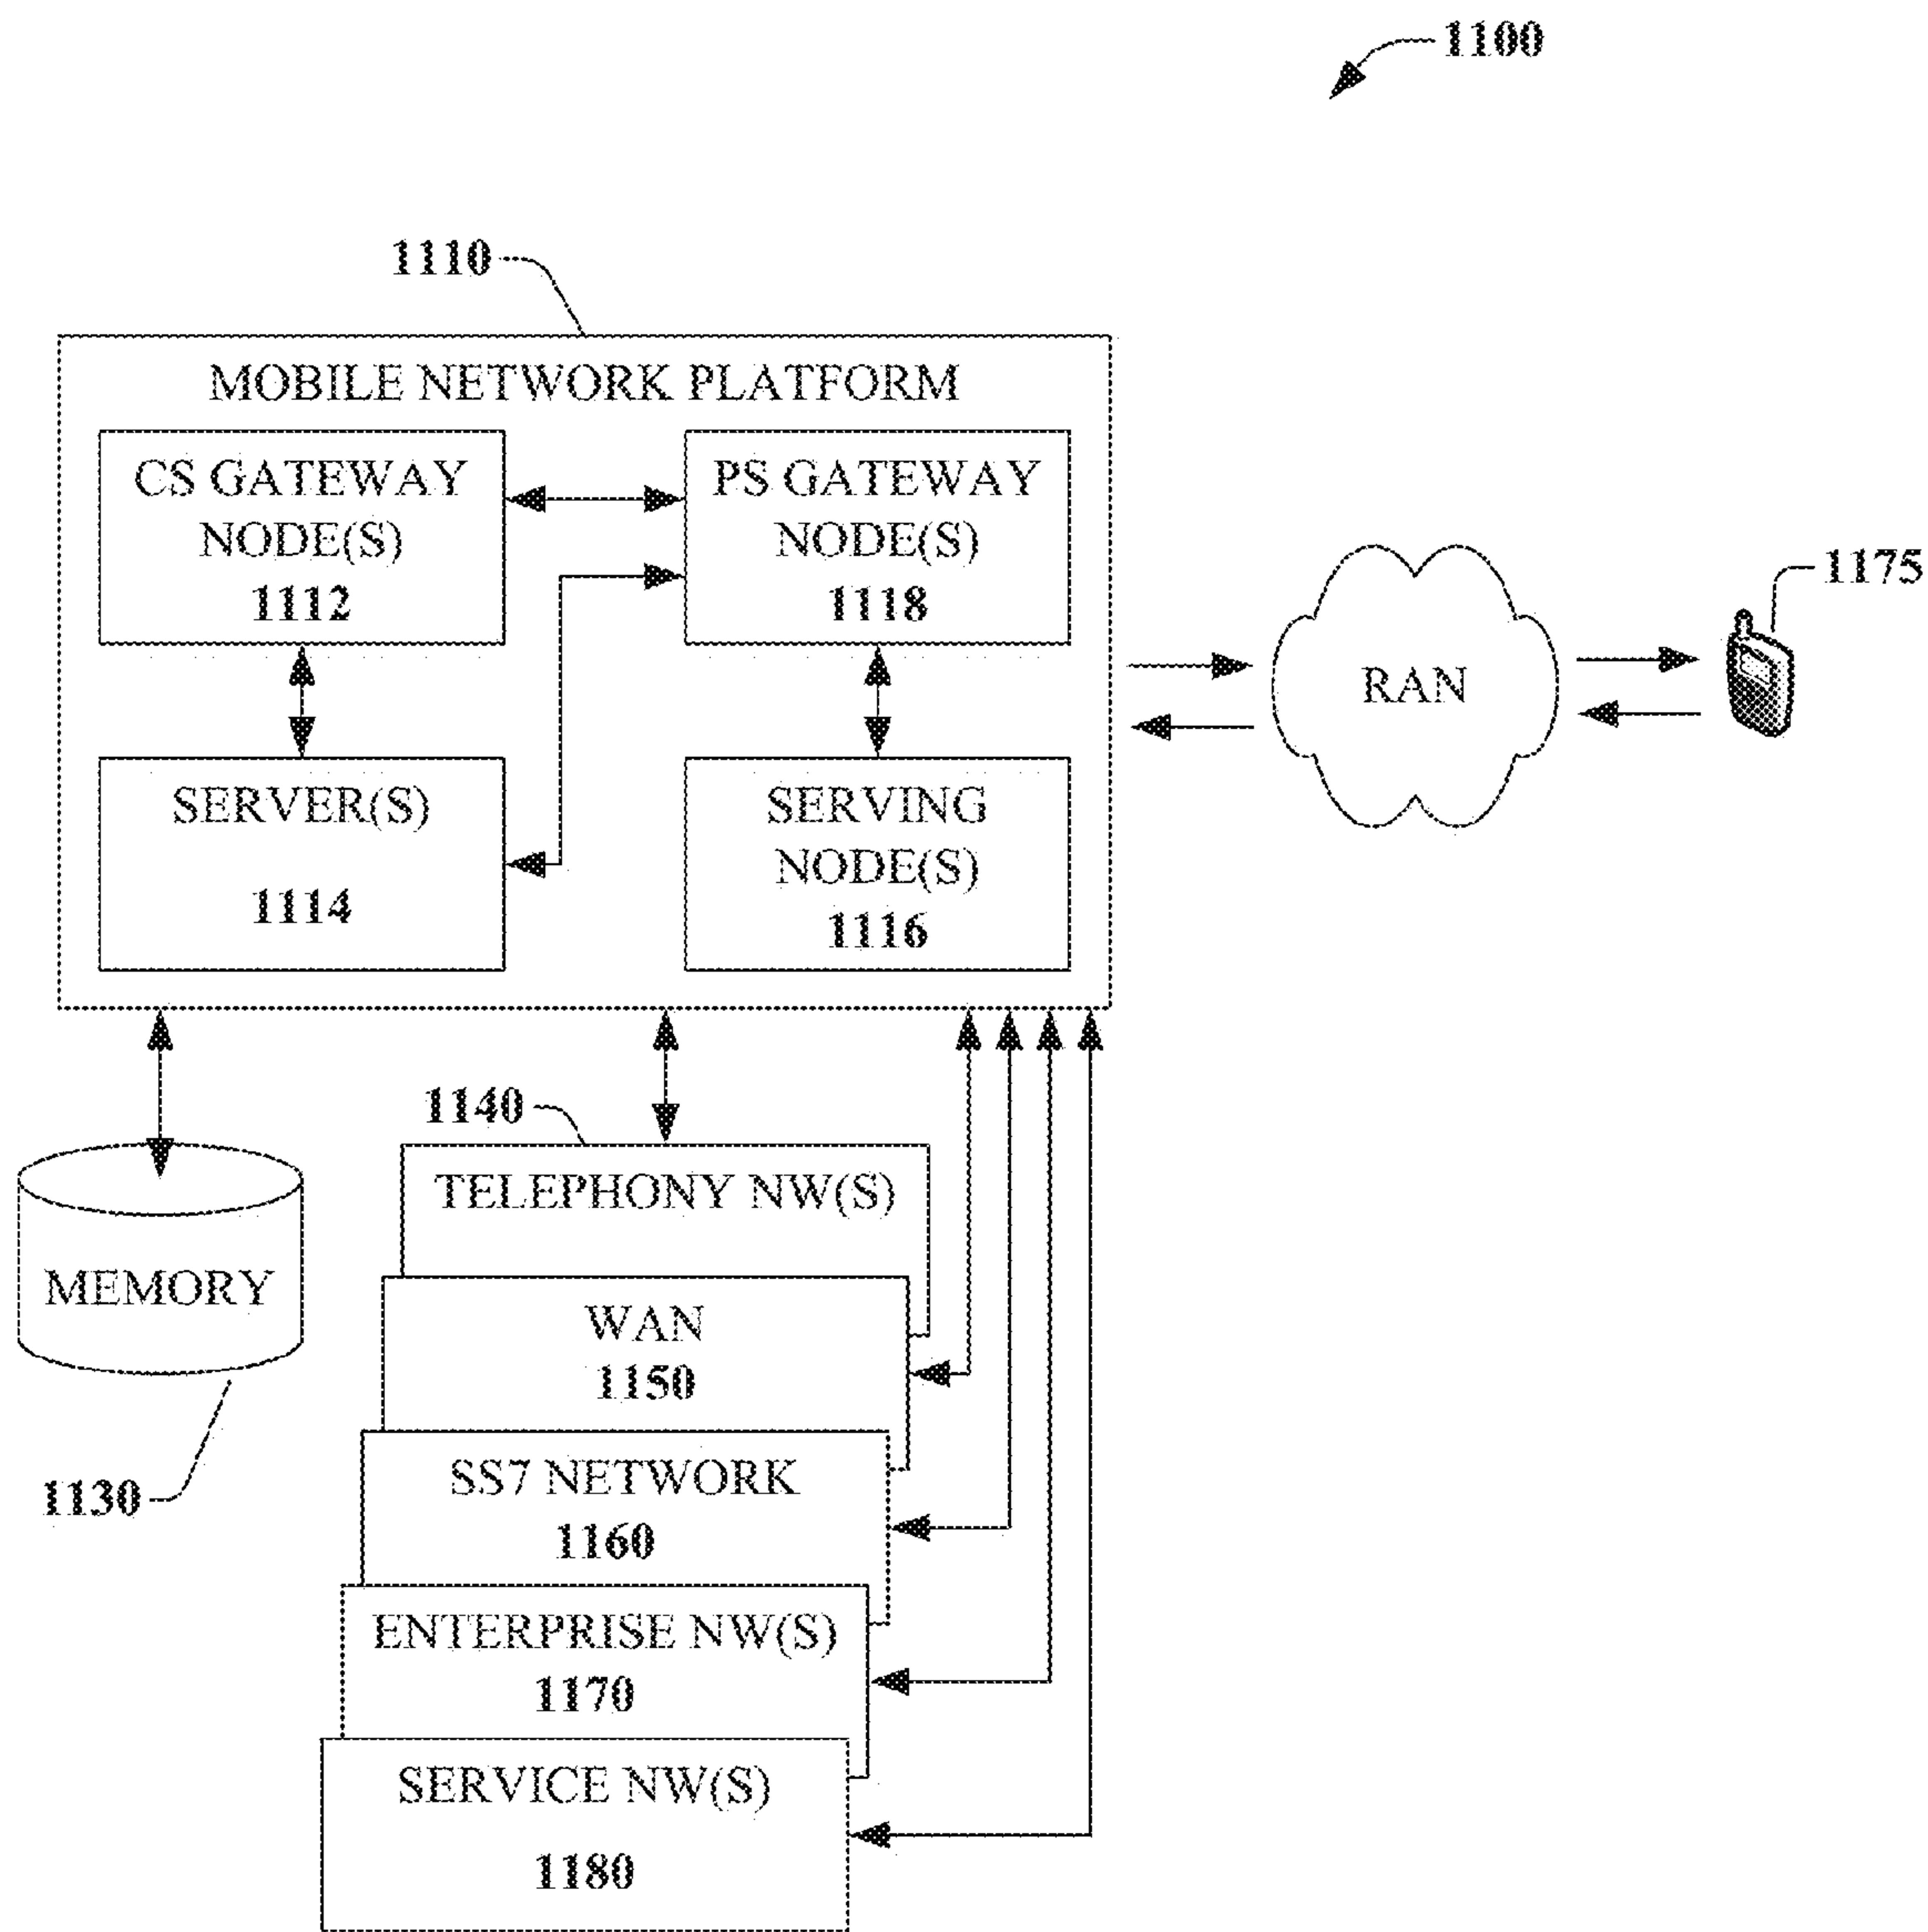 1100
1110
MOBILE NETWORK PLATFORM
CS GATEWAY
NODE(S)
1112
PS GATEWAY
NODE(S)
1118
SERVER(S)
1114
SERVING
NODE(S)
1116
RAN
1175
1140
TELEPHONY NW(S)
MEMORY
1130
WAN
1150
SS7 NETWORK
1160
ENTERPRISE NW(S)
1170
SERVICE NW(S)
1180